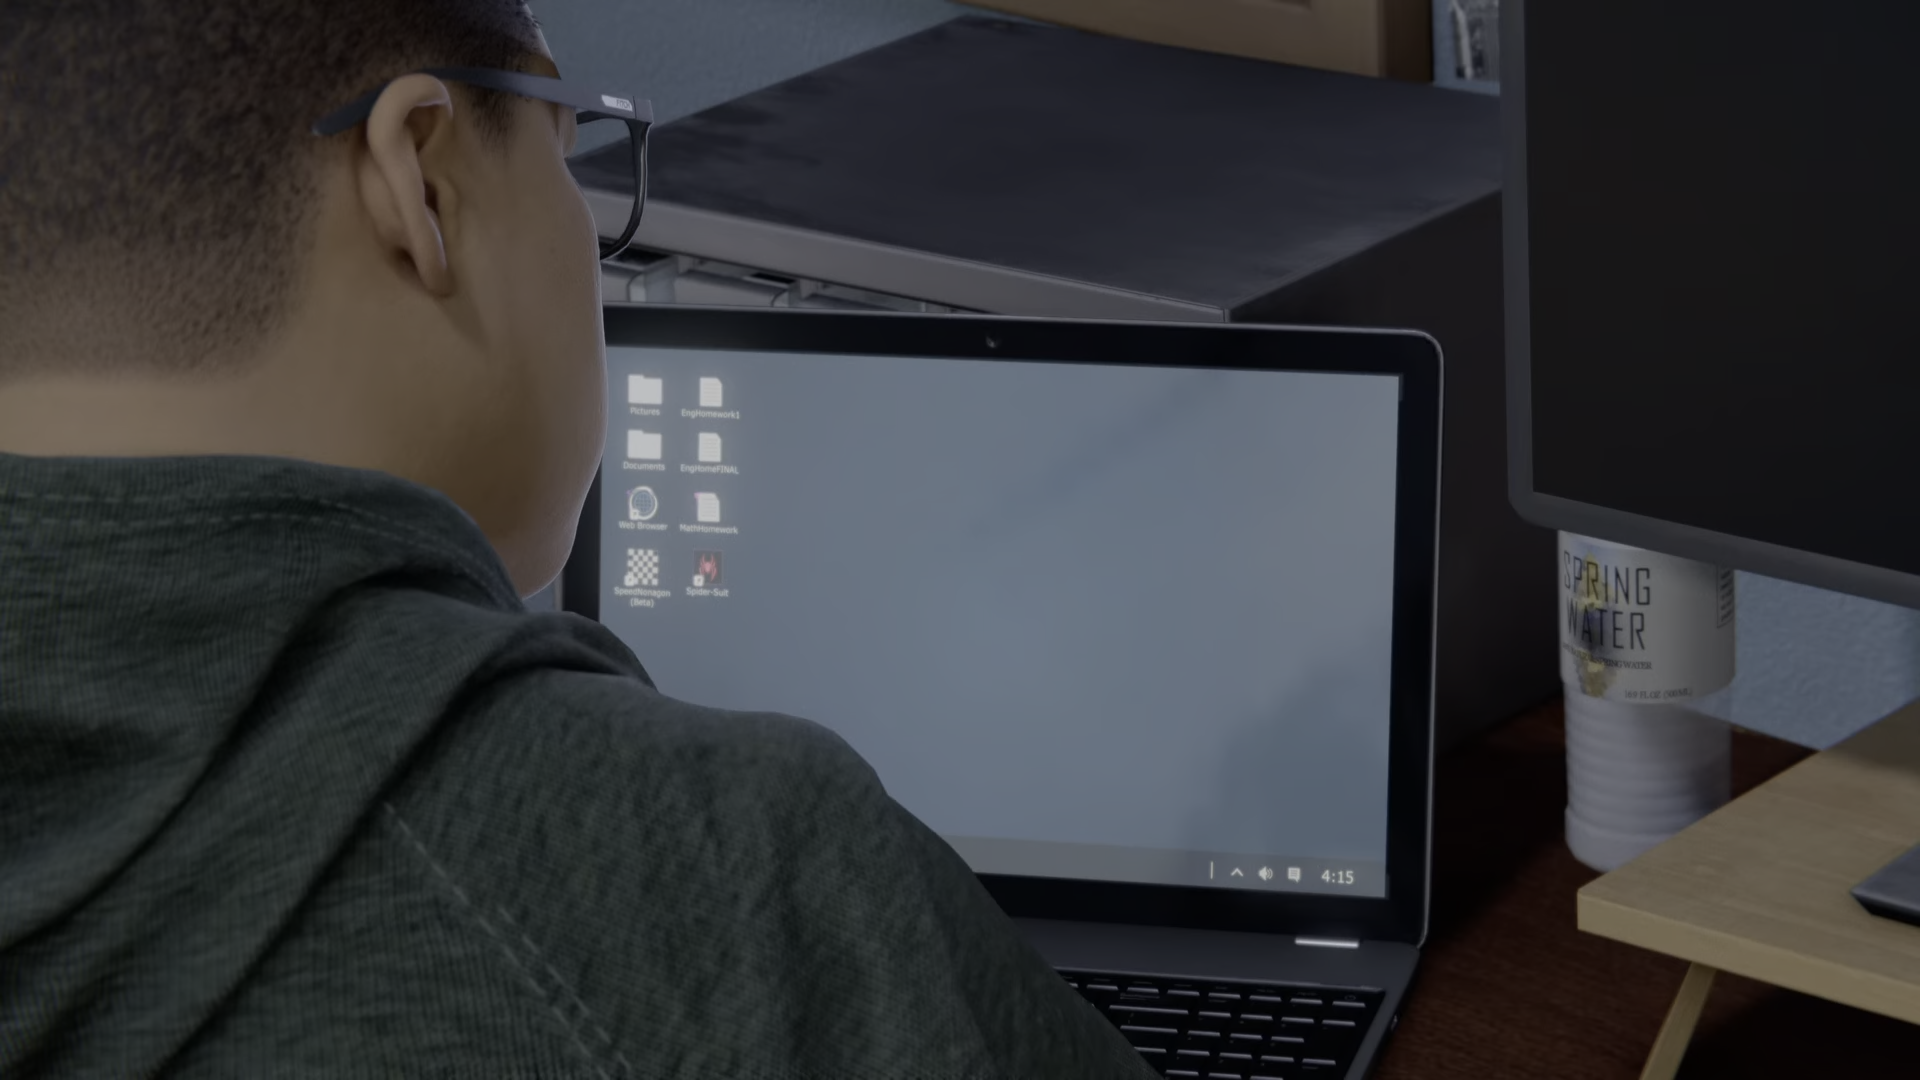 Pictures
EngHomework1
Documents
EngHomeFINAL
Web Browser
MathHomework
SpeedNonagon
(Beta)
Spider-Suit
4:15
SPRING
WATER